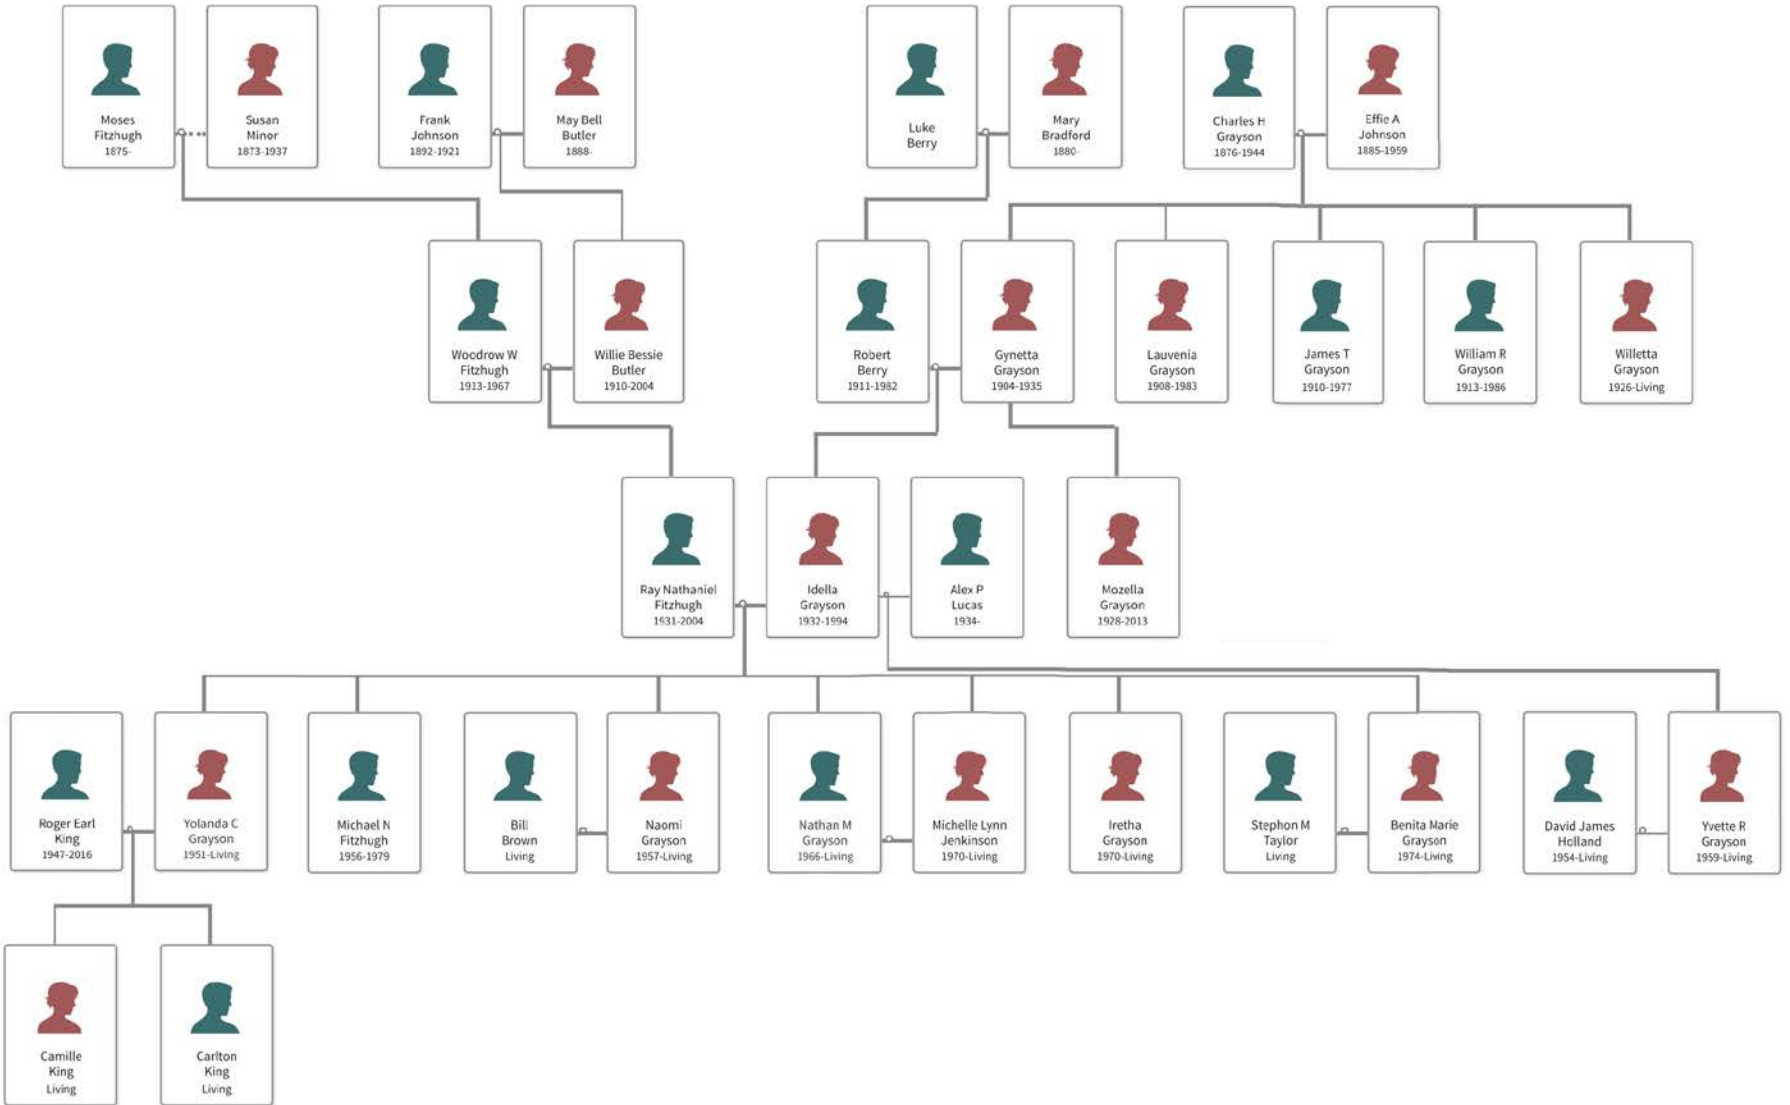 Moses
Fitzhugh
1875-
Susan
Minor
1873-1937
Frank
Johnson
1892-1921
May Bell
Butler
1888-
Luke
Berry
Mary
Bradford
1880-
Charles H
Grayson
1876-1944
Effie A
Johnson
1885-1959
Woodrow W
Fitzhugh
1913-1967
Willie Bessie
Butler
1910-2004
Robert
Berry
1911-1982
Gynetta
Grayson
1904-1935
Lauvenia
Grayson
1908-1983
James T
Grayson
1910-1977
William R
Grayson
1913-1986
Willetta
Grayson
1926-Living
Ray Nathaniel
Fitzhugh
1931-2004
Idella
Grayson
1932-1994
Alex P
Lucas
1934-
Mozella
Grayson
1928-2013
Roger Earl
King
1947-2016
Yolanda C
Grayson
1951-Living
Michael N
Fitzhugh
1956-1979
Bill
Brown
Living
Naomi
Grayson
1957-Living
Nathan M
Grayson
1966-Living
Michelle Lynn
Jenkinson
1970-Living
Iretha
Grayson
1970-Living
Stephon M
Taylor
Living
Benita Marie
Grayson
1974-Living
David James
Holland
1954-Living
Yvette R
Grayson
1959-Living
Camille
King
Living
Carlton
King
Living